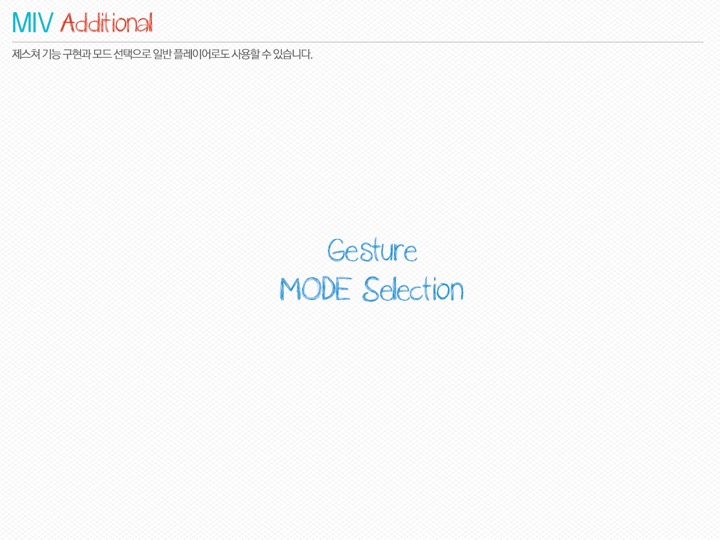 MIV Additional
제스쳐 기능 구현과 모드 선택으로 일반 플레이어로도 사용할 수 있습니다.
Gesture
MODE Selection